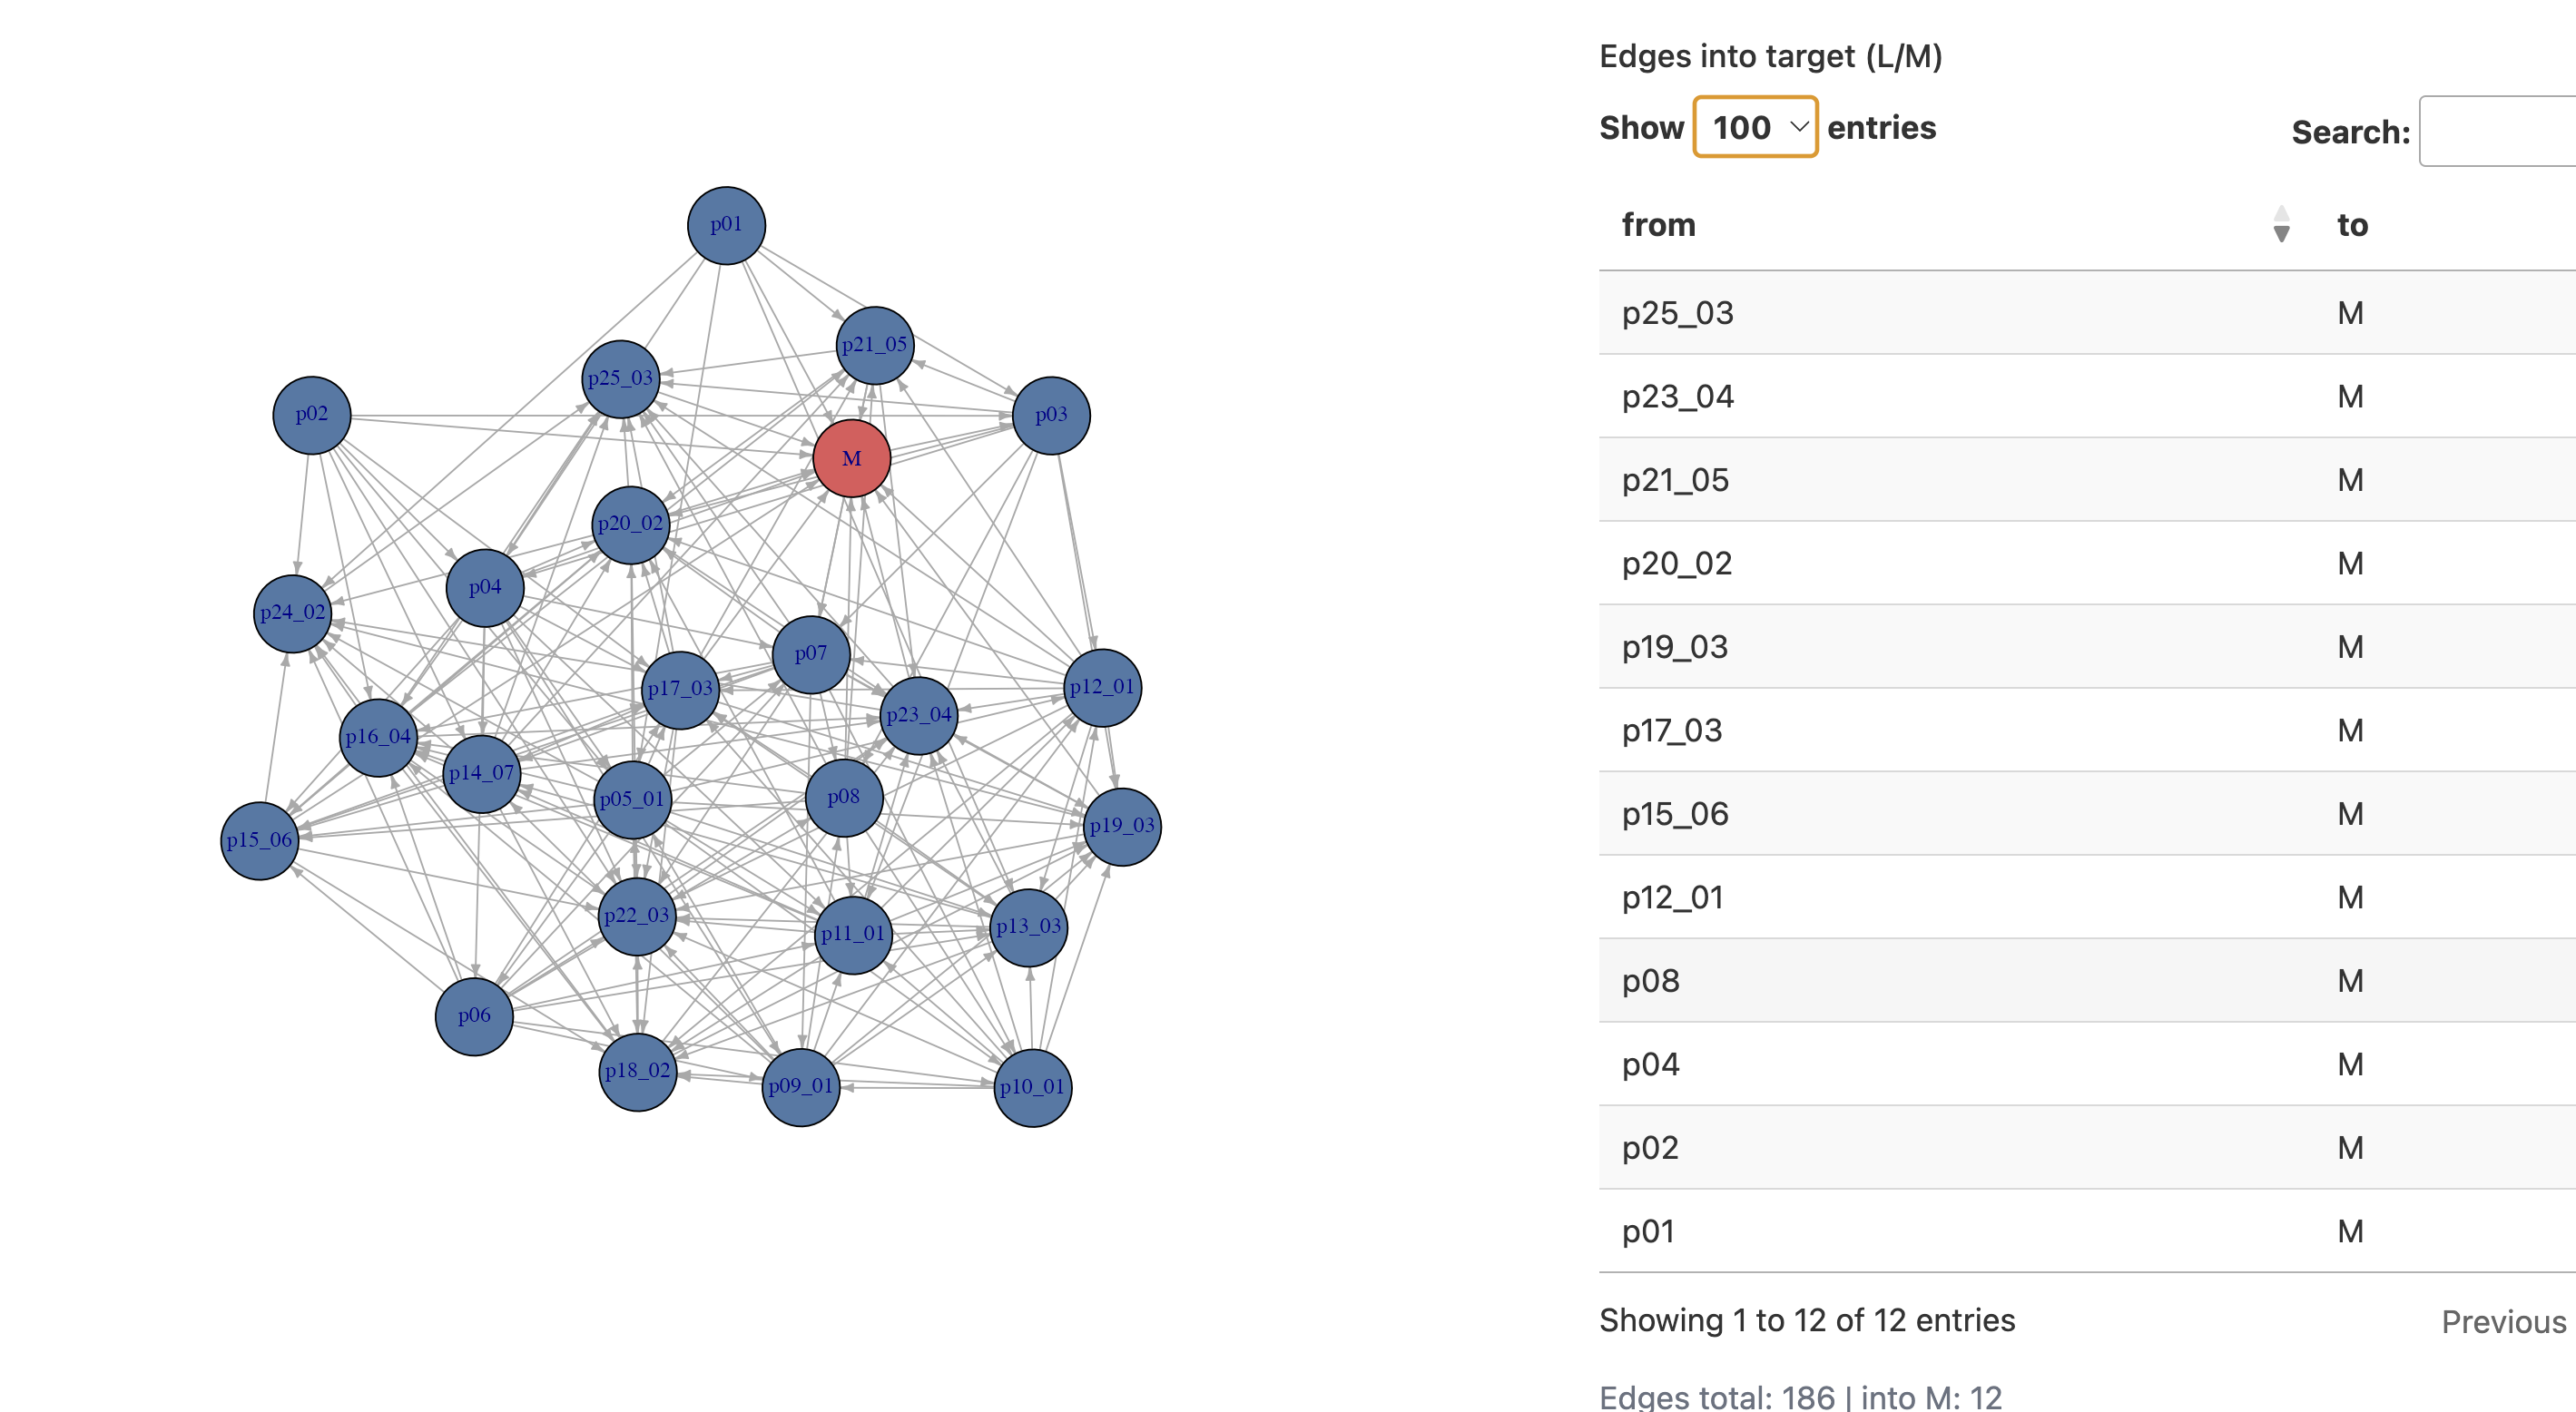 p01
p21_05
p25_03
p02
p03
M
p20_02
p04
p24_02
p07
p17_03
p12_01
p23_04
p16_04
p14_07
p05_01
p08
p19_03
p15_06
p22_03
p11_01
p13_03
p06
p18_02
p09_01
p10_01
Edges into target (L/M)
Show 100 entries Search:
from to
p25_03 M
p23_04 M
p21_05 M
p20_02 M
p19_03 M
p17_03 M
p15_06 M
p12_01 M
p08 M
p04 M
p02 M
p01 M
Showing 1 to 12 of 12 entries Previous
Edges total: 186 | into M: 12